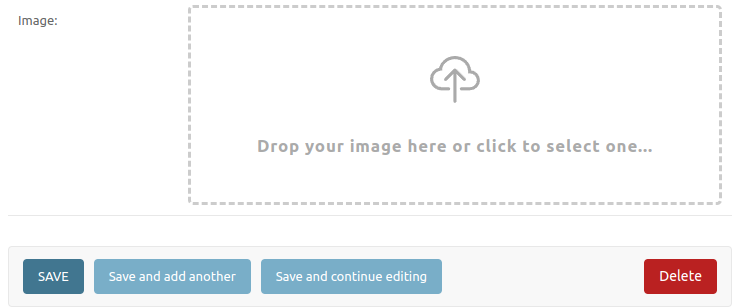 Image:
Drop your image here or click to select one...
SAVE Save and add another Save and continue editing Delete